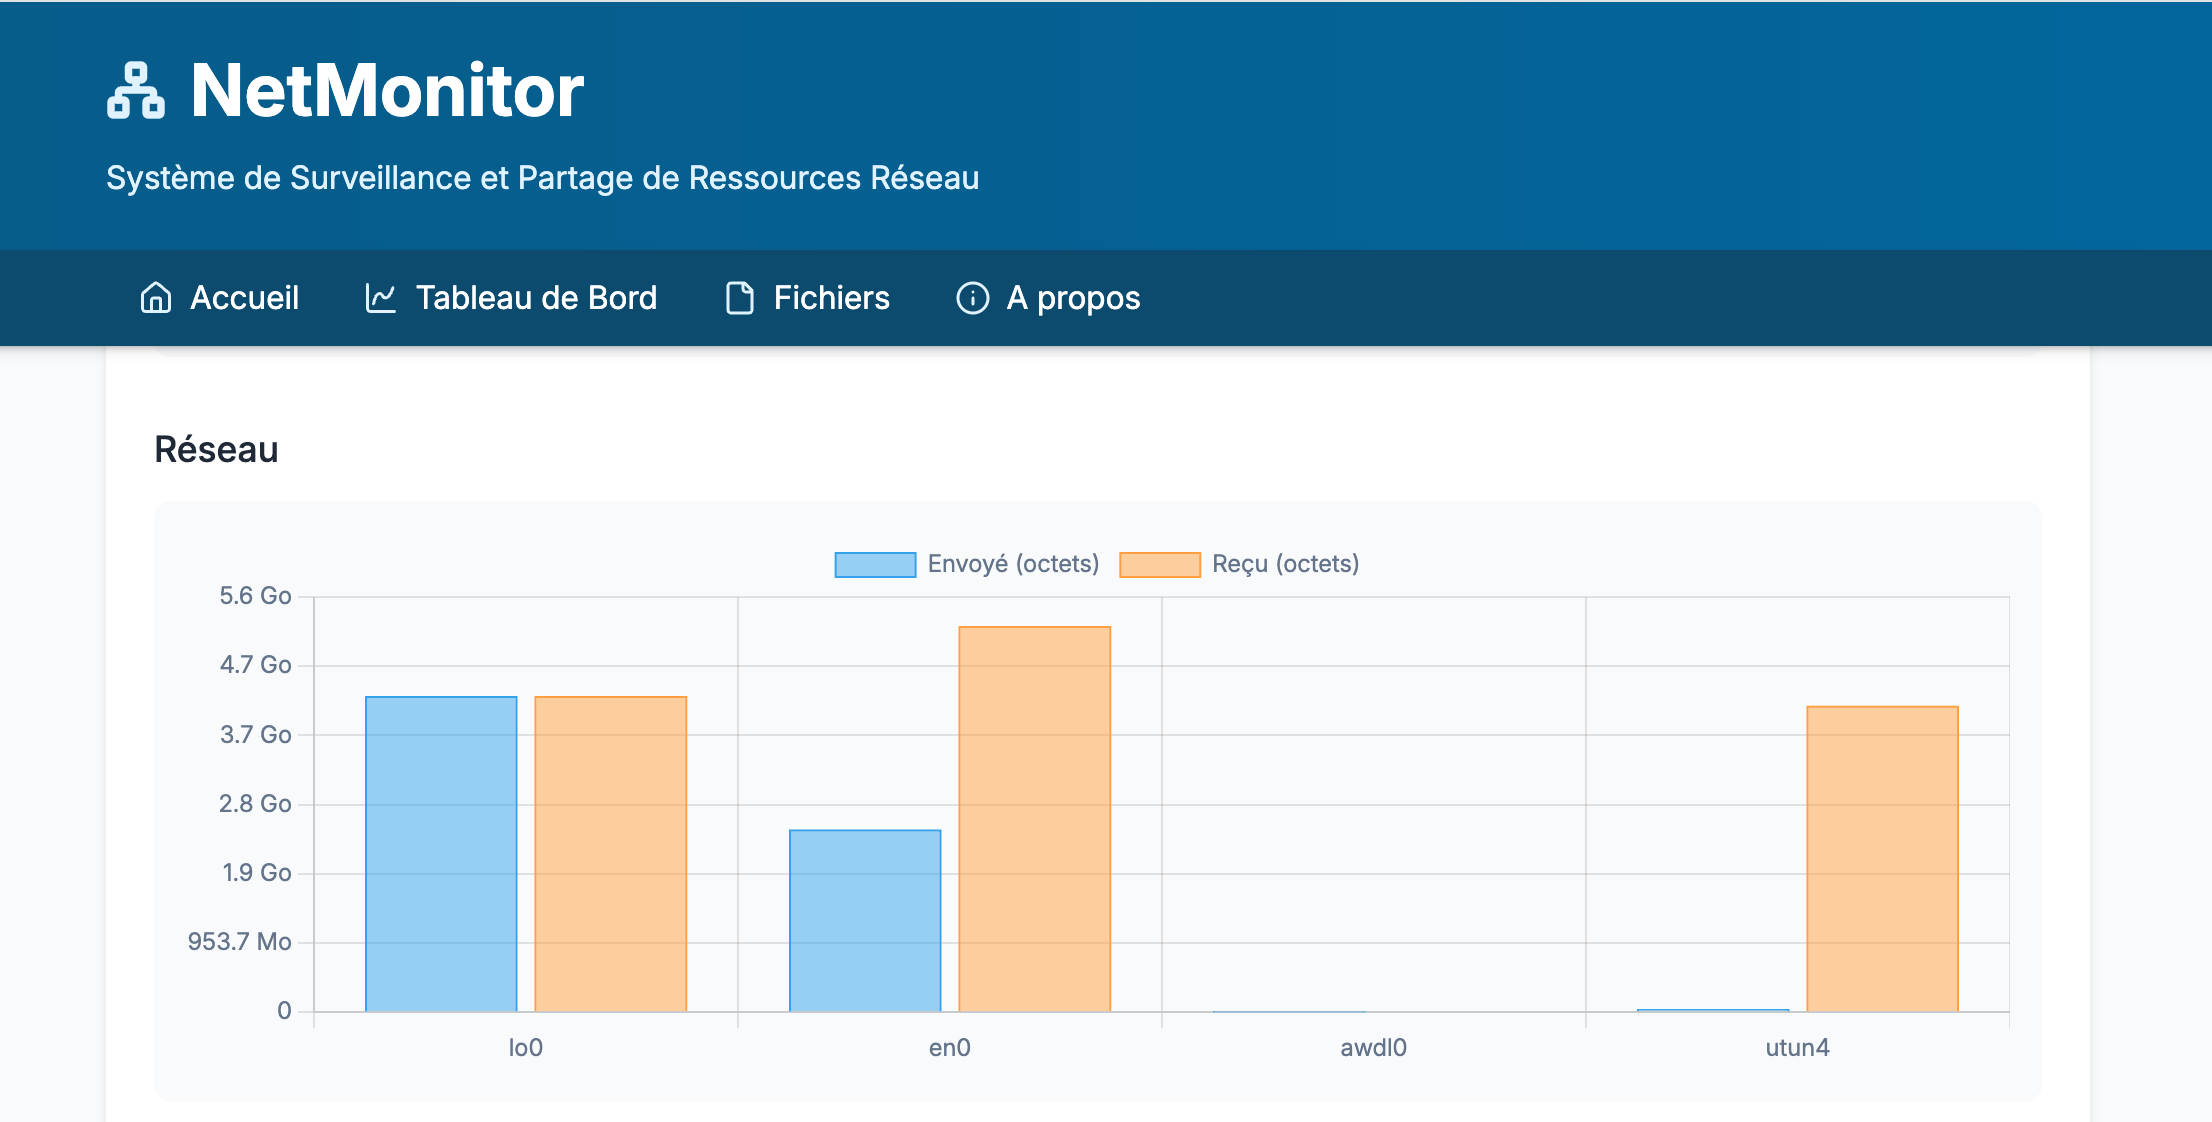 NetMonitor
Système de Surveillance et Partage de Ressources Réseau
Accueil Tableau de Bord Fichiers A propos
Réseau
Envoyé (octets) Reçu (octets)
5.6 Go
4.7 Go
3.7 Go
2.8 Go
1.9 Go
953.7 Mo
0
lo0 en0 awdl0 utun4